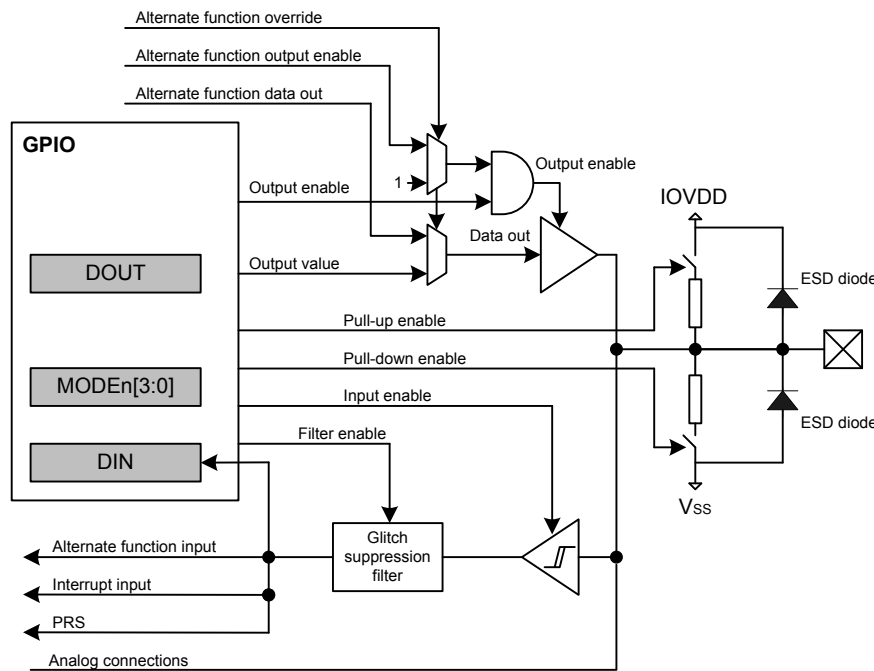 Alternate function override
Alternate function output enable
Alternate function data out
GPIO
Output enable
1
Output enable
IOVDD
Data out
DOUT
Output value
ESD diode
Pull-up enable
Pull-down enable
MODEn[3:0]
Input enable
ESD diode
Filter enable
DIN
VSS
Glitch
suppression
filter
Alternate function input
Interrupt input
PRS
Analog connections